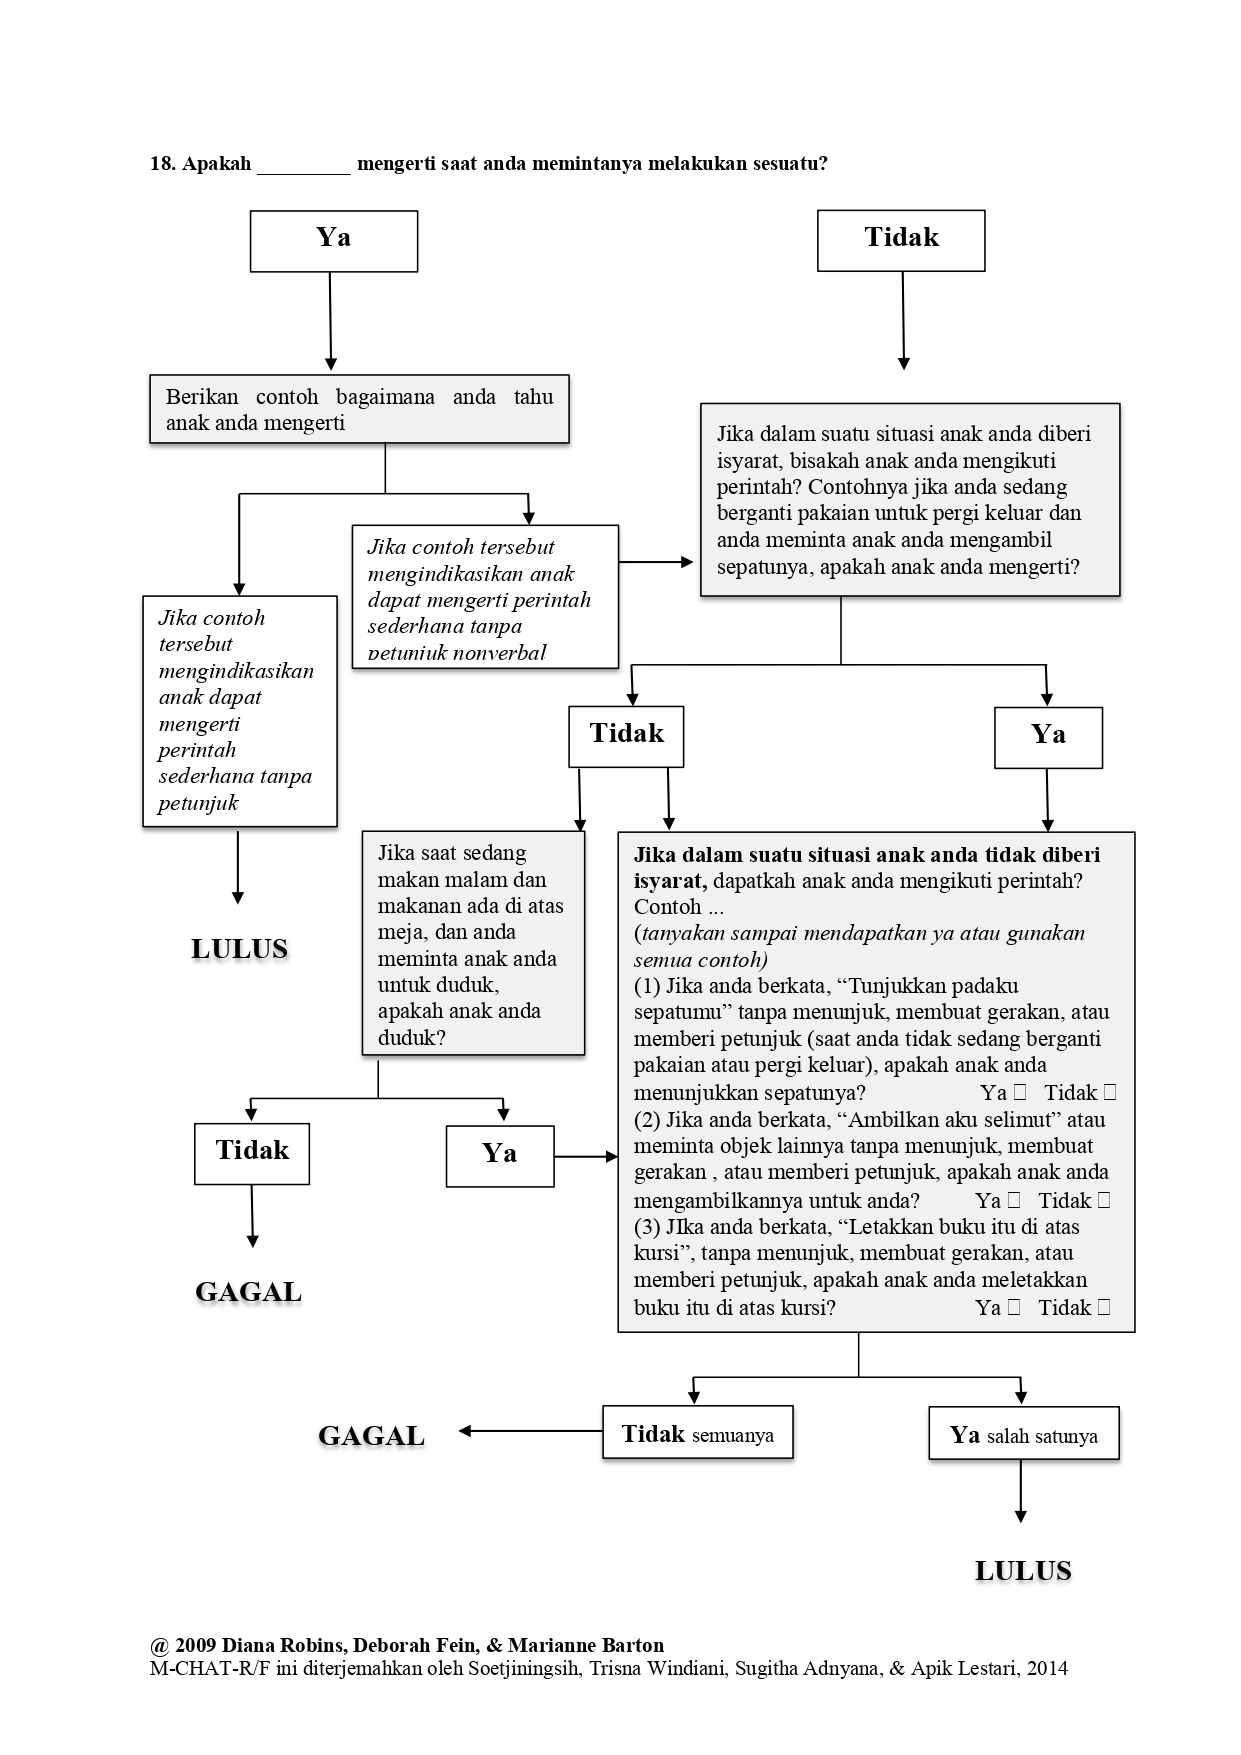 18. Apakah _________ mengerti saat anda memintanya melakukan sesuatu?
Ya
Tidak
Berikan contoh bagaimana anda tahu
anak anda mengerti
Jika dalam suatu situasi anak anda diberi
isyarat, bisakah anak anda mengikuti
perintah? Contohnya jika anda sedang
berganti pakaian untuk pergi keluar dan
anda meminta anak anda mengambil
sepatunya, apakah anak anda mengerti?
Jika contoh tersebut
mengindikasikan anak
dapat mengerti perintah
sederhana tanpa
petunjuk nonverbal
Jika contoh
tersebut
mengindikasikan
anak dapat
mengerti
perintah
sederhana tanpa
petunjuk
LULUS
Tidak
Ya
Jika saat sedang
makan malam dan
makanan ada di atas
meja, dan anda
meminta anak anda
untuk duduk,
apakah anak anda
duduk?
Jika dalam suatu situasi anak anda tidak diberi
isyarat, dapatkah anak anda mengikuti perintah?
Contoh ...
(tanyakan sampai mendapatkan ya atau gunakan
semua contoh)
(1) Jika anda berkata, “Tunjukkan padaku
sepatumu” tanpa menunjuk, membuat gerakan, atau
memberi petunjuk (saat anda tidak sedang berganti
pakaian atau pergi keluar), apakah anak anda
menunjukkan sepatunya? Ya □ Tidak □
(2) Jika anda berkata, “Ambilkan aku selimut” atau
meminta objek lainnya tanpa menunjuk, membuat
gerakan , atau memberi petunjuk, apakah anak anda
mengambilkannya untuk anda? Ya □ Tidak □
(3) JIka anda berkata, “Letakkan buku itu di atas
kursi”, tanpa menunjuk, membuat gerakan, atau
memberi petunjuk, apakah anak anda meletakkan
buku itu di atas kursi? Ya □ Tidak □
Tidak
Ya
GAGAL
Tidak semuanya
Ya salah satunya
GAGAL
LULUS
@ 2009 Diana Robins, Deborah Fein, & Marianne Barton
M-CHAT-R/F ini diterjemahkan oleh Soetjiningsih, Trisna Windiani, Sugitha Adnyana, & Apik Lestari, 2014